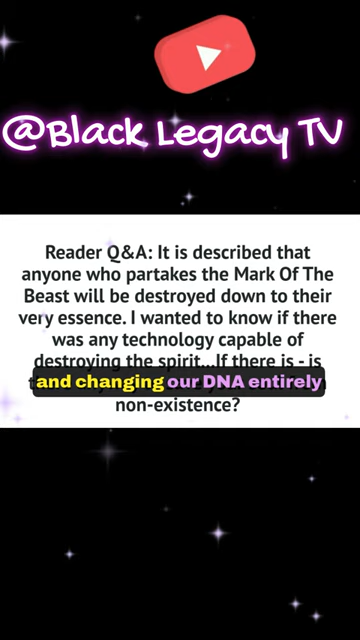 @Black Legacy TV
Reader Q&A: It is described that
anyone who partakes the Mark Of The
Beast will be destroyed down to their
very essence. I wanted to know if there
was any technology capable of
destroying the spirit...If there is - is
and changing our DNA entirely
non-existence?